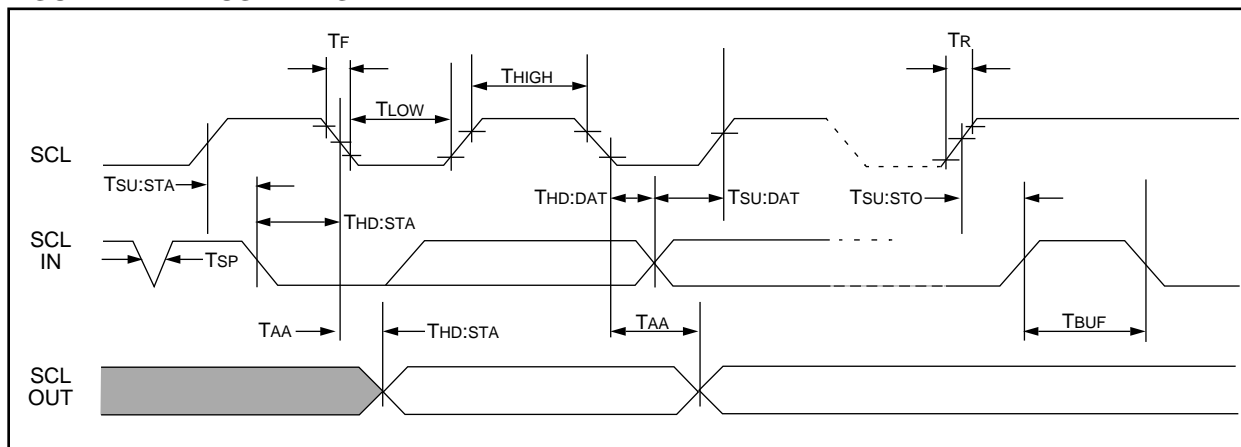 TF
TR
THIGH
TLOW
SCL
TSU:STA
THD:DAT
TSU:DAT
TSU:STO
THD:STA
SCL
IN
TSP
TAA
THD:STA
TAA
TBUF
SCL
OUT